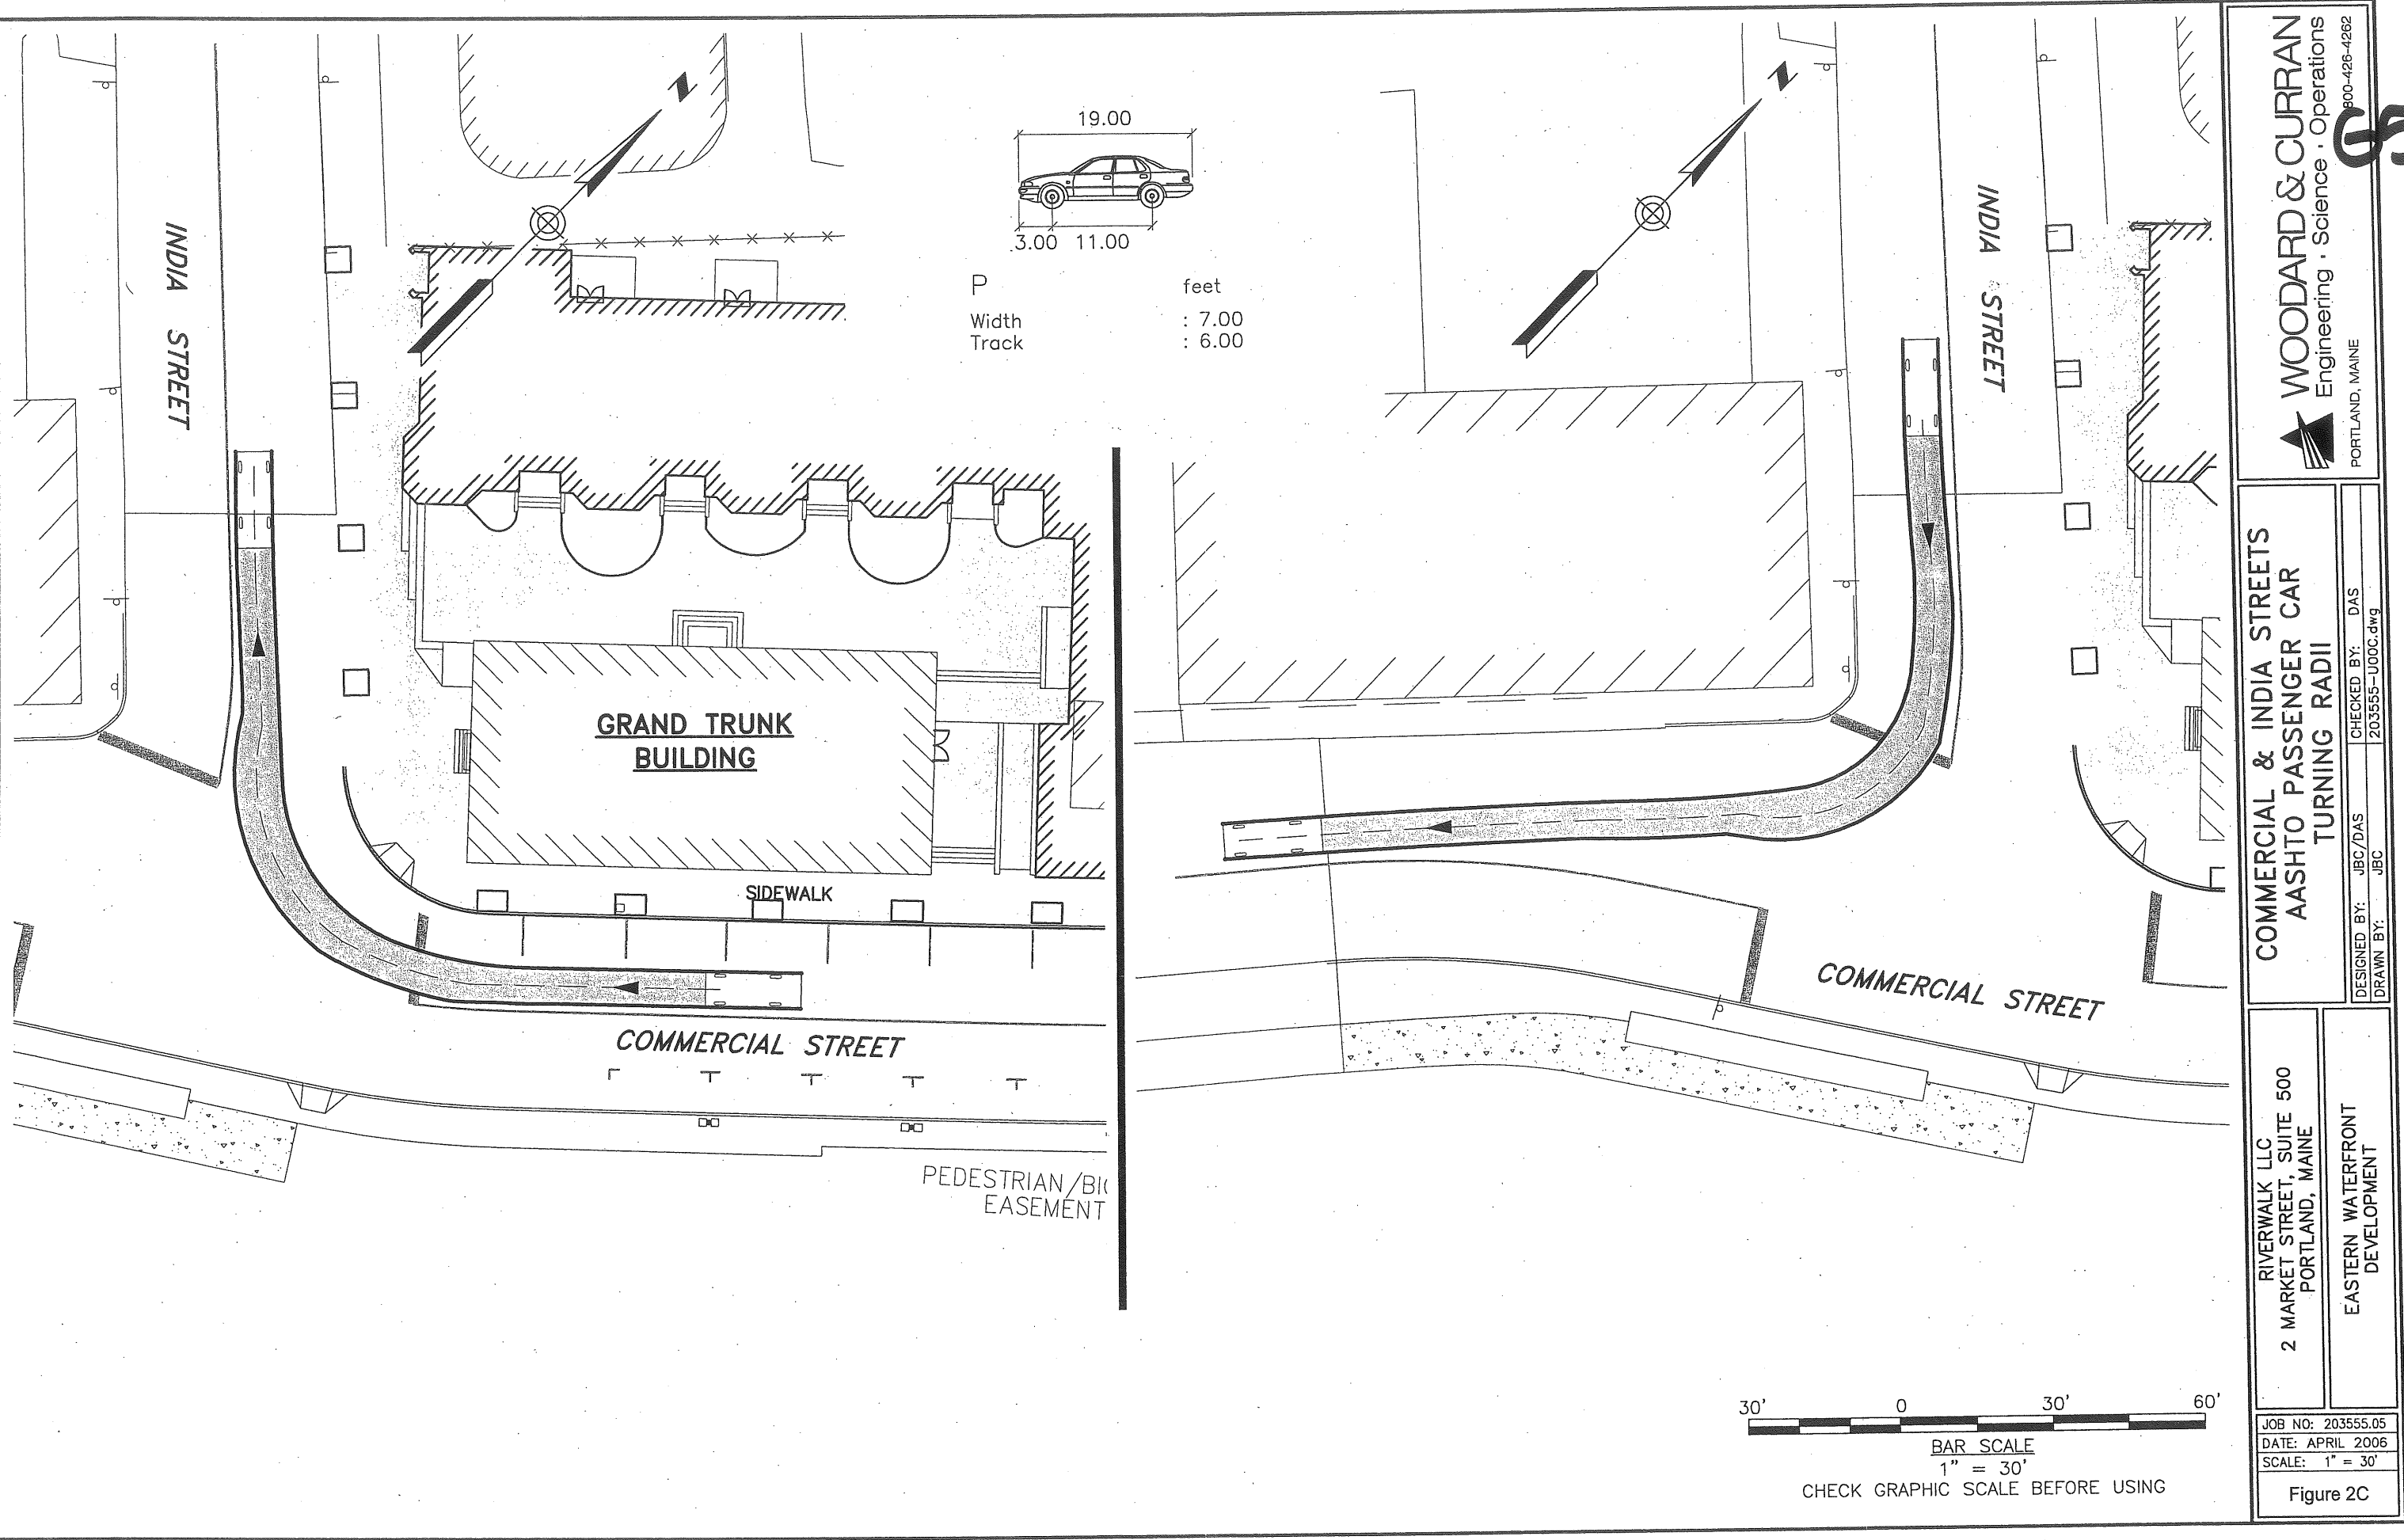 INDIA STREET
N
19.00
3.00 11.00
P feet
Width : 7.00
Track : 6.00
GRAND TRUNK
BUILDING
SIDEWALK
COMMERCIAL STREET
PEDESTRIAN/BI
EASEMENT
N
INDIA STREET
COMMERCIAL STREET
30' 0 30' 60'
BAR SCALE
1" = 30'
CHECK GRAPHIC SCALE BEFORE USING
WOODARD & CURRAN
Engineering · Science · Operations
PORTLAND, MAINE 800-426-4262
COMMERCIAL & INDIA STREETS
AASHTO PASSENGER CAR
TURNING RADII
DESIGNED BY: JBC/DAS
CHECKED BY: DAS
DRAWN BY: JBC
203555-U00C.dwg
RIVERWALK LLC
2 MARKET STREET, SUITE 500
PORTLAND, MAINE
EASTERN WATERFRONT
DEVELOPMENT
JOB NO: 203555.05
DATE: APRIL 2006
SCALE: 1" = 30'
Figure 2C